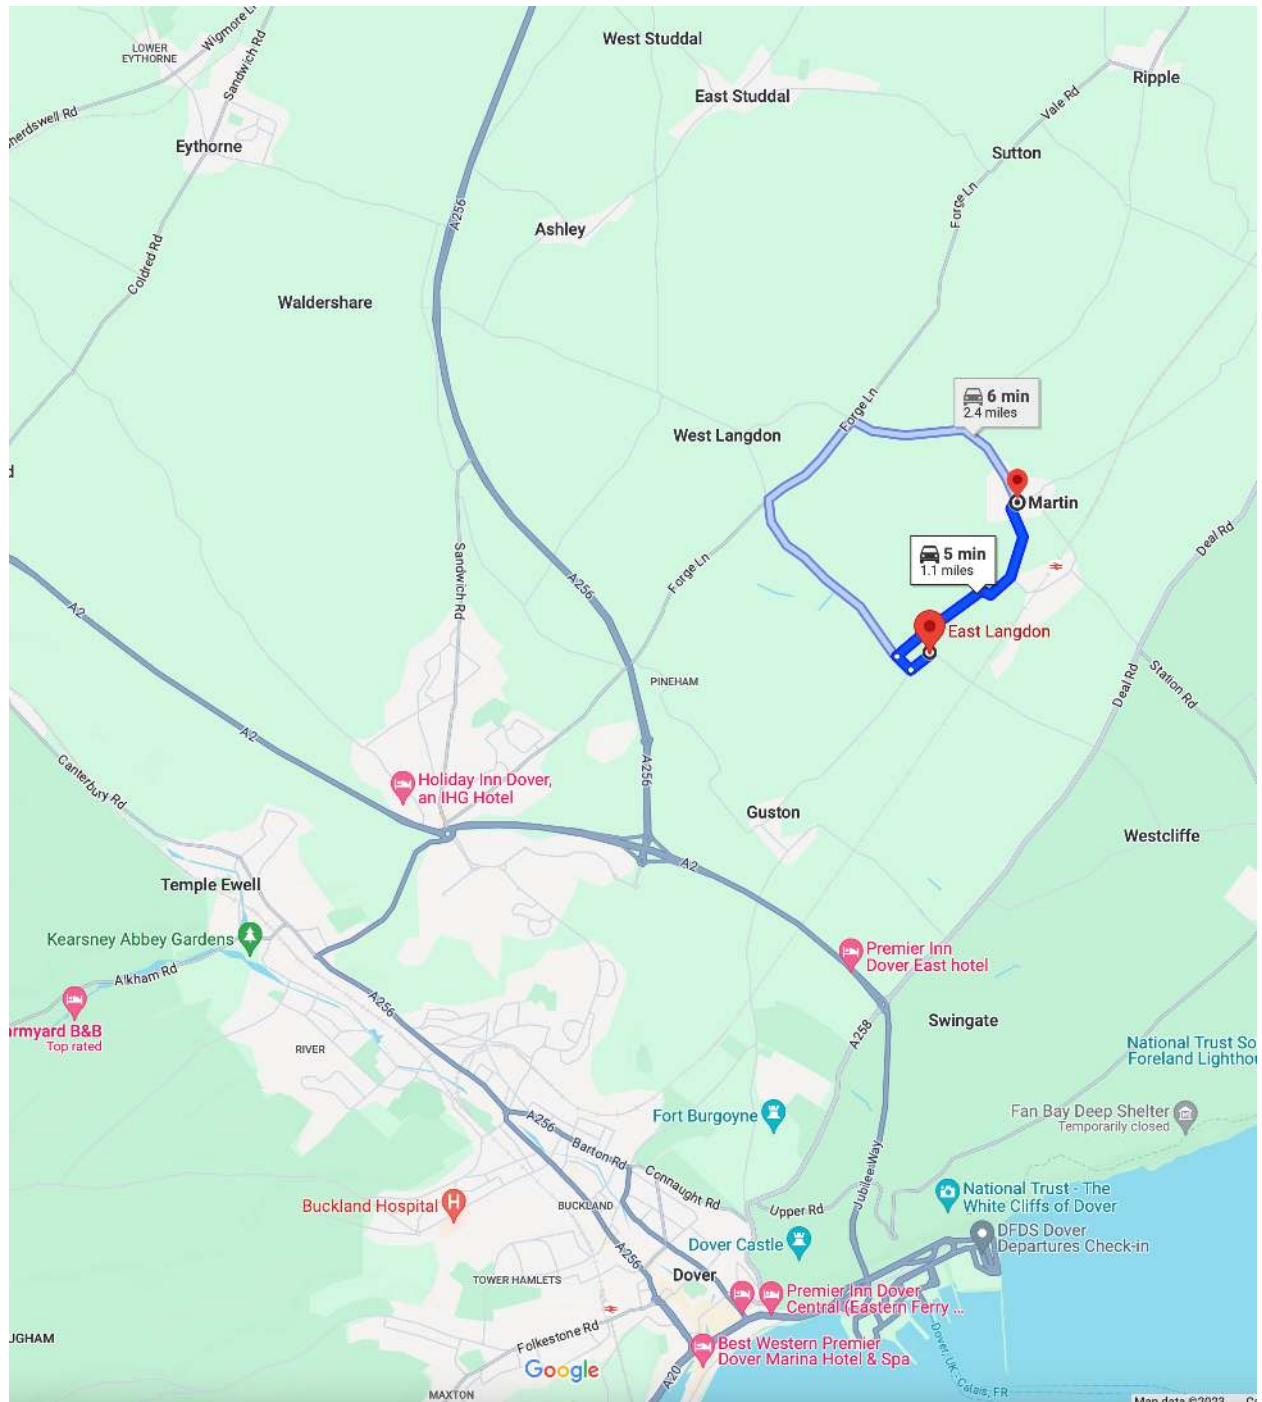 West Studdal
LOWER
EYTHORNE
Wigmore Ln
Sandwich Rd
Ripple
East Studdal
Vale Rd
herdswell Rd
Eythorne
Sutton
Forge Ln
A256
Ashley
Coldred Rd
Waldershare
6 min
2.4 miles
Forge Ln
West Langdon
d
Martin
Deal Rd
5 min
1.1 miles
Sandwich Rd
Forge Ln
A256
A2
East Langdon
PINEHAM
Deal Rd
Station Rd
A2
Canterbury Rd
A256
Holiday Inn Dover,
an IHG Hotel
Guston
Westcliffe
A2
Temple Ewell
Kearsney Abbey Gardens
Premier Inn
Dover East hotel
Alkham Rd
A256
armyard B&B
Top rated
Swingate
A258
RIVER
National Trust So
Foreland Lighthou
Fort Burgoyne
Fan Bay Deep Shelter
Temporarily closed
A256
Barton Rd
Connaught Rd
Jubilee Way
Buckland Hospital
BUCKLAND
Upper Rd
National Trust - The
White Cliffs of Dover
A256
Dover Castle
DFDS Dover
Departures Check-in
TOWER HAMLETS
Dover
Premier Inn Dover
Central (Eastern Ferry ...
Folkestone Rd
JGHAM
Best Western Premier
Dover Marina Hotel & Spa
Dover, UK - Calais, FR
Google
A20
MAXTON
Map data ©2023